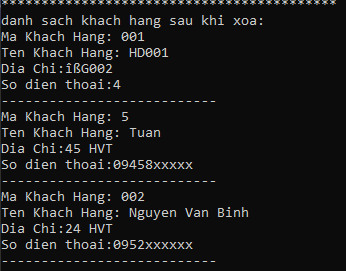 ****************************************
danh sach khach hang sau khi xoa:
Ma Khach Hang: 001
Ten Khach Hang: HD001
Dia Chi:îßG002
So dien thoai:4
---------------------------
Ma Khach Hang: 5
Ten Khach Hang: Tuan
Dia Chi:45 HVT
So dien thoai:09458xxxxx
---------------------------
Ma Khach Hang: 002
Ten Khach Hang: Nguyen Van Binh
Dia Chi:24 HVT
So dien thoai:0952xxxxxx
---------------------------